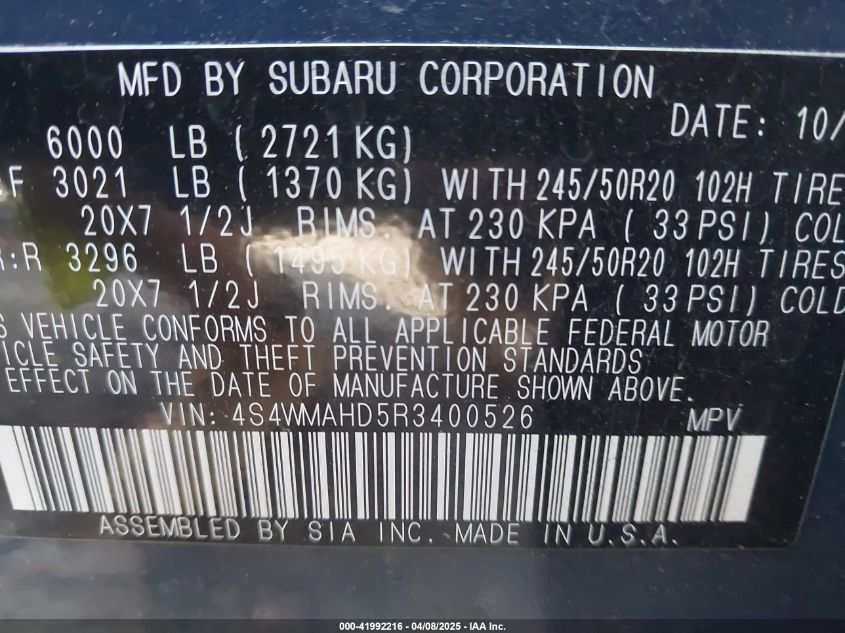 MFD BY SUBARU CORPORATION
DATE: 10/
6000 LB ( 2721 KG)
F 3021 LB ( 1370 KG) WITH 245/50R20 102H TIRE
20X7 1/2J RIMS. AT 230 KPA ( 33 PSI) COL
R:R 3296 LB ( 1495 KG) WITH 245/50R20 102H TIRES
20X7 1/2J RIMS. AT 230 KPA ( 33 PSI) COLD
S VEHICLE CONFORMS TO ALL APPLICABLE FEDERAL MOTOR
ICLE SAFETY AND THEFT PREVENTION STANDARDS
EFFECT ON THE DATE OF MANUFACTURE SHOWN ABOVE.
VIN: 4S4WMAHD5R3400526 MPV
ASSEMBLED BY SIA INC. MADE IN U.S.A.
000-41992216 - 04/08/2025 - IAA Inc.